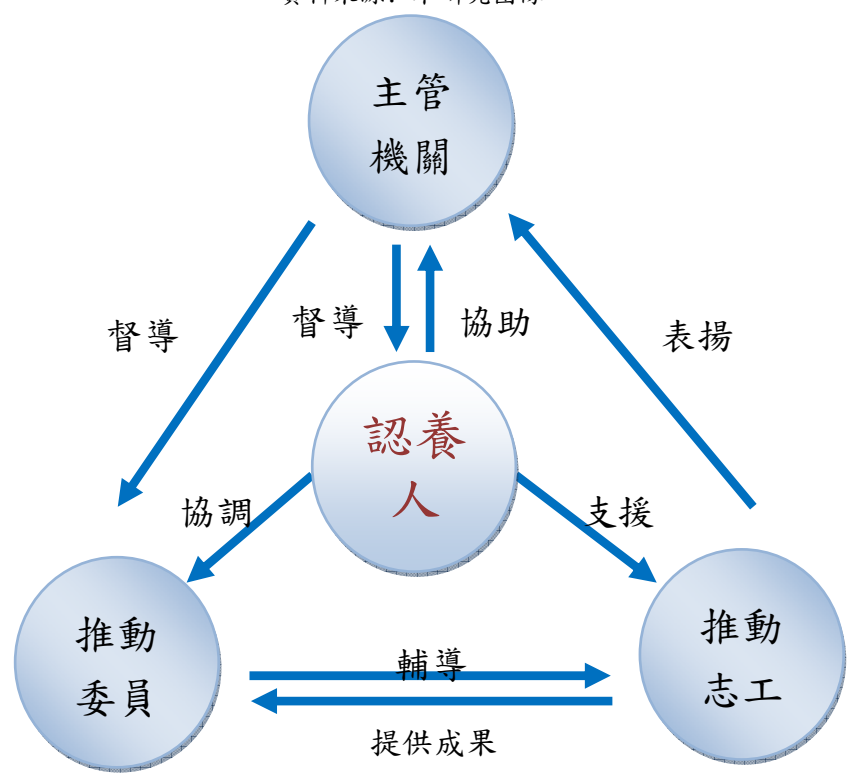 主管
機關
督導
督導
協助
表揚
認養
人
協調
支援
推動
委員
推動
志工
輔導
提供成果